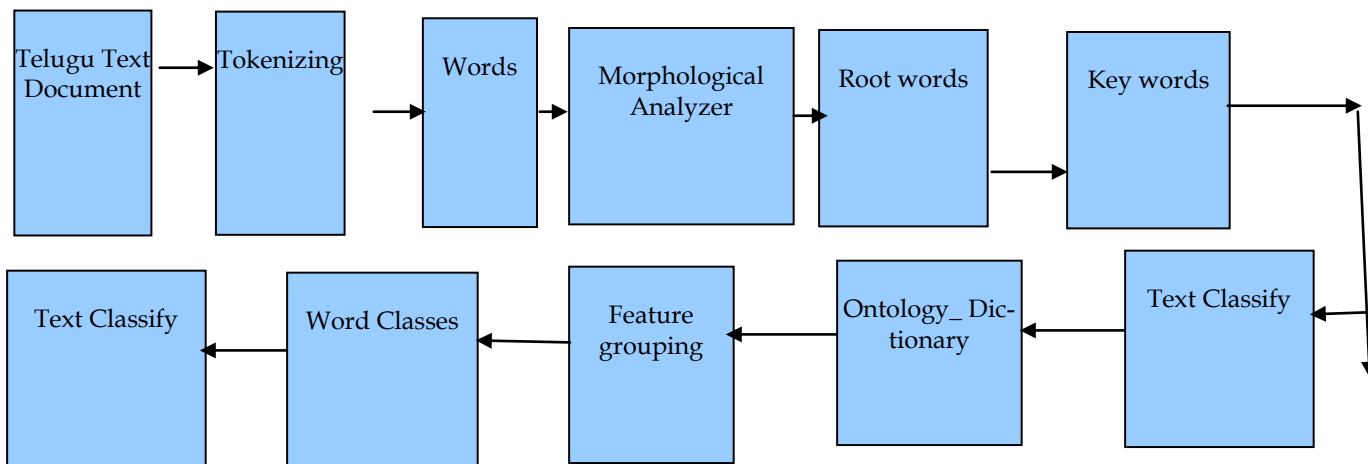 Telugu Text
Document
Tokenizing
Words
Morphological
Analyzer
Root words
Key words
Text Classify
Word Classes
Feature
grouping
Ontology_ Dic-
tionary
Text Classify